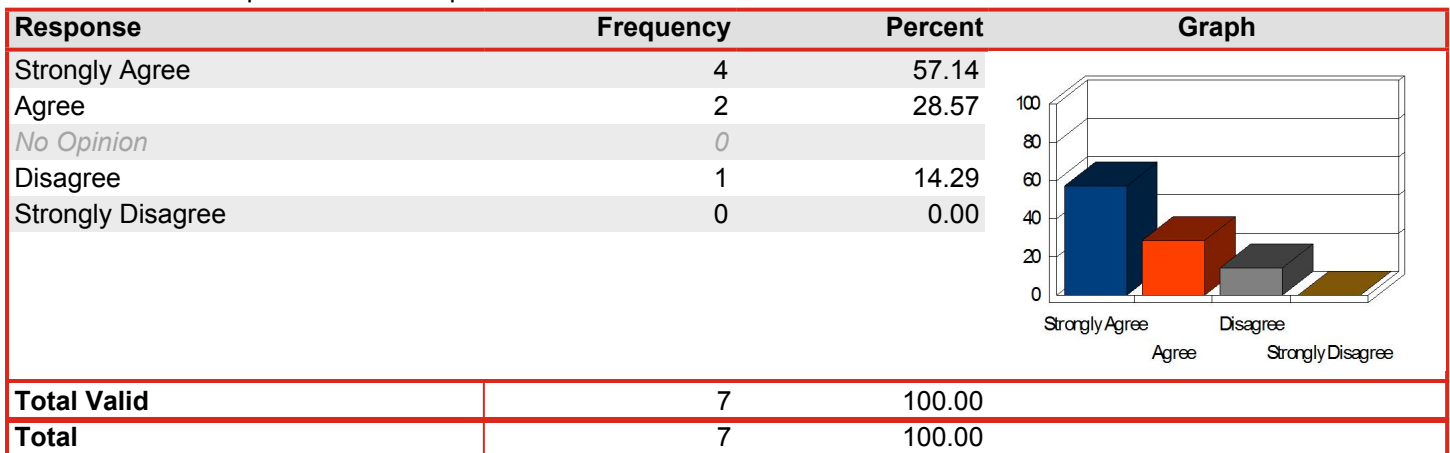 Response Frequency Percent Graph
Strongly Agree 4 57.14
Agree 2 28.57
No Opinion 0
Disagree 1 14.29
Strongly Disagree 0 0.00
100
80
60
40
20
0
Strongly Agree Disagree
Agree Strongly Disagree
Total Valid 7 100.00
Total 7 100.00